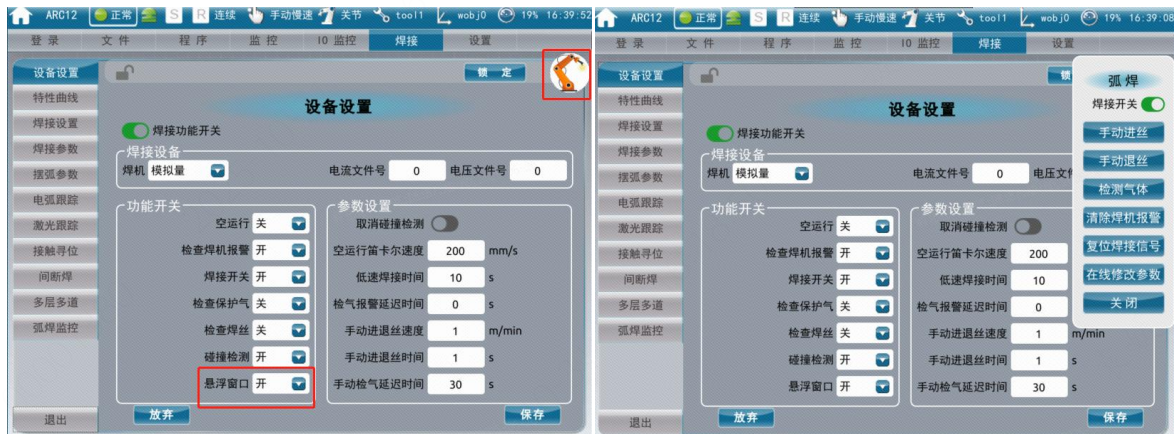 ARC12 正常 S R 连续 手动慢速 关节 tool1 wobj0 19% 16:39:52
登录 文件 程序 监控 IO 监控 焊接 设置
设备设置 锁定
特性曲线
焊接设置
焊接参数
摆弧参数
电弧跟踪
激光跟踪
接触寻位
间断焊
多层多道
弧焊监控
退出
设备设置
焊接功能开关
焊接设备
焊机 模拟量 电流文件号 0 电压文件号 0
功能开关
空运行 关
检查焊机报警 开
焊接开关 开
检查保护气 关
检查焊丝 关
碰撞检测 开
悬浮窗口 开
参数设置
取消碰撞检测
空运行笛卡尔速度 200 mm/s
低速焊接时间 10 s
检气报警延迟时间 0 s
手动进退丝速度 1 m/min
手动进退丝时间 1 s
手动检气延迟时间 30 s
放弃 保存
ARC12 正常 S R 连续 手动慢速 关节 tool1 wobj0 19% 16:39:08
登录 文件 程序 监控 IO 监控 焊接 设置
设备设置 锁
特性曲线
焊接设置
焊接参数
摆弧参数
电弧跟踪
激光跟踪
接触寻位
间断焊
多层多道
弧焊监控
退出
设备设置
焊接功能开关
焊接设备
焊机 模拟量 电流文件号 0 电压文件
功能开关
空运行 关
检查焊机报警 开
焊接开关 开
检查保护气 关
检查焊丝 关
碰撞检测 开
悬浮窗口 开
参数设置
取消碰撞检测
空运行笛卡尔速度 200
低速焊接时间 10
检气报警延迟时间 0
手动进退丝速度 1 m/min
手动进退丝时间 1 s
手动检气延迟时间 30 s
放弃 保存
弧焊
焊接开关
手动进丝
手动退丝
检测气体
清除焊机报警
复位焊接信号
在线修改参数
关闭